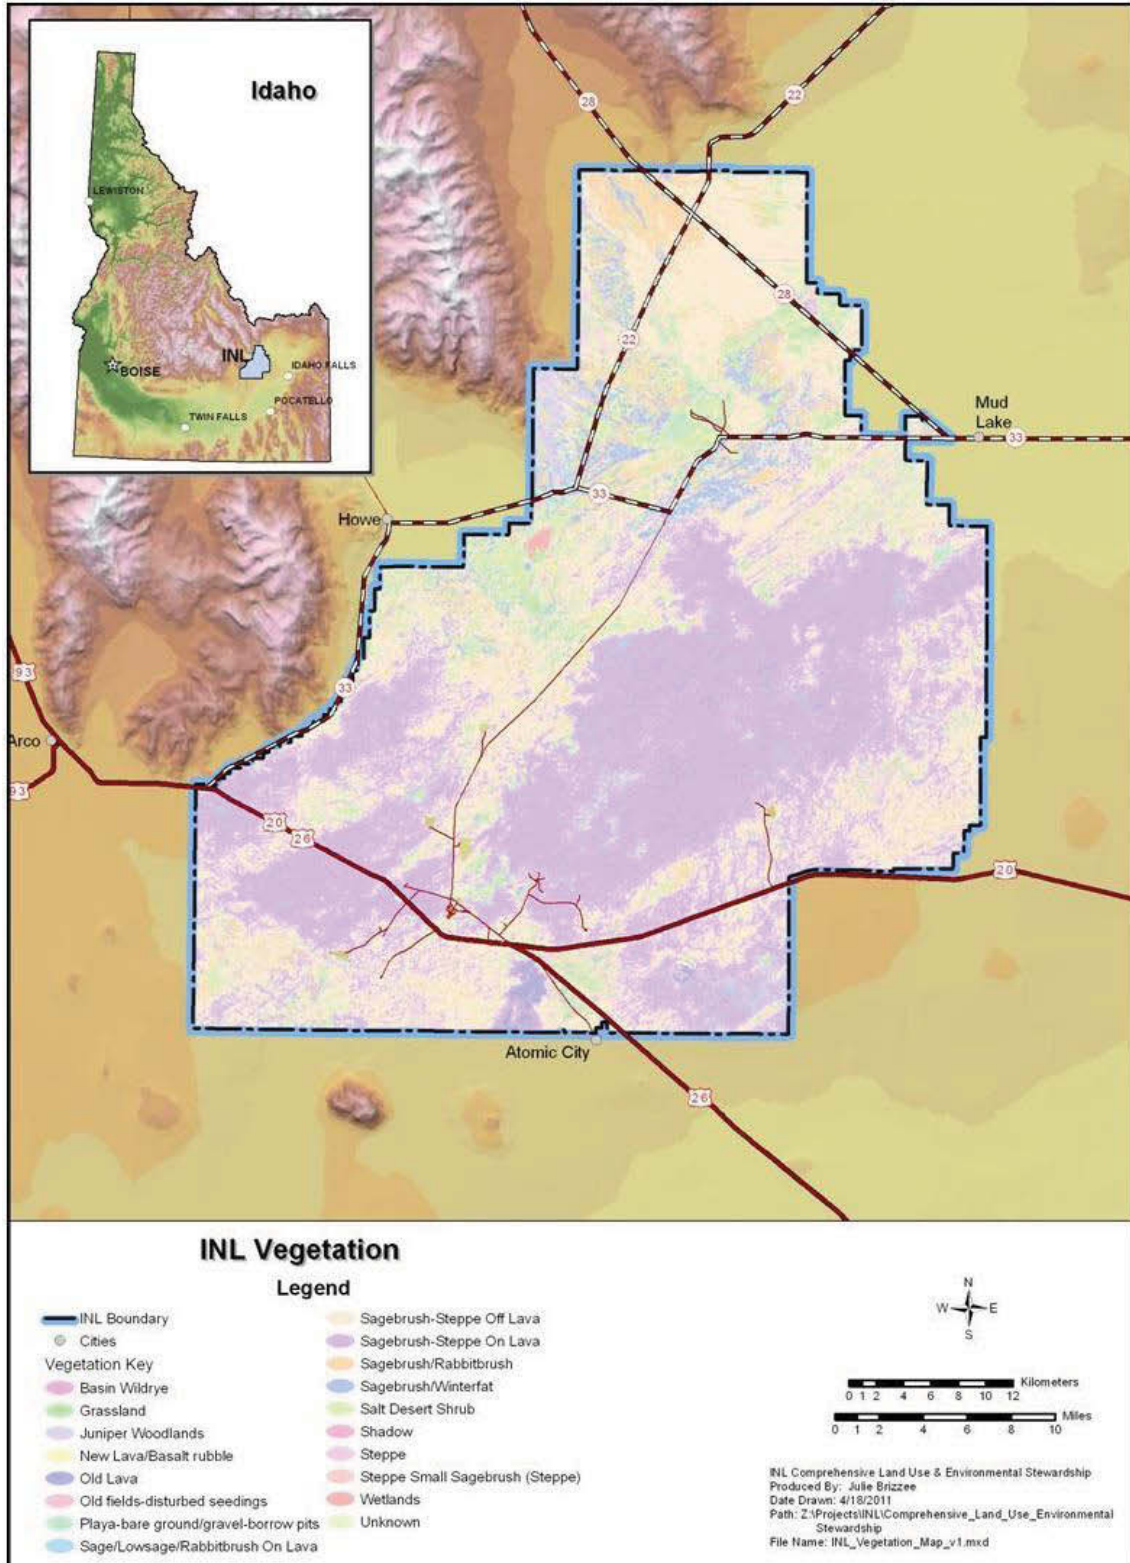 Idaho
LEWISTON
BOISE
INL
IDAHO FALLS
POCATELLO
TWIN FALLS
28
22
28
22
Mud
Lake
33
33
Howe
33
93
Arco
93
20
26
20
Atomic City
26
INL Vegetation
Legend
INL Boundary
Cities
Vegetation Key
Basin Wildrye
Grassland
Juniper Woodlands
New Lava/Basalt rubble
Old Lava
Old fields-disturbed seedings
Playa-bare ground/gravel-borrow pits
Sage/Lowsage/Rabbitbrush On Lava
Sagebrush-Steppe Off Lava
Sagebrush-Steppe On Lava
Sagebrush/Rabbitbrush
Sagebrush/Winterfat
Salt Desert Shrub
Shadow
Steppe
Steppe Small Sagebrush (Steppe)
Wetlands
Unknown
N
W E
S
Kilometers
0 1 2 4 6 8 10 12
Miles
0 1 2 4 6 8 10
INL Comprehensive Land Use & Environmental Stewardship
Produced By: Julie Brizzee
Date Drawn: 4/18/2011
Path: Z:\Projects\INL\Comprehensive_Land_Use_Environmental
Stewardship
File Name: INL_Vegetation_Map_v1.mxd